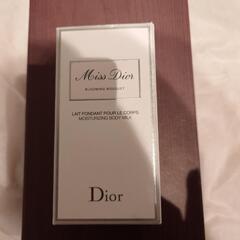 Miss Dior
BLOOMING BOUQUET
LAIT FONDANT POUR LE CORPS
MOISTURIZING BODY MILK
Dior